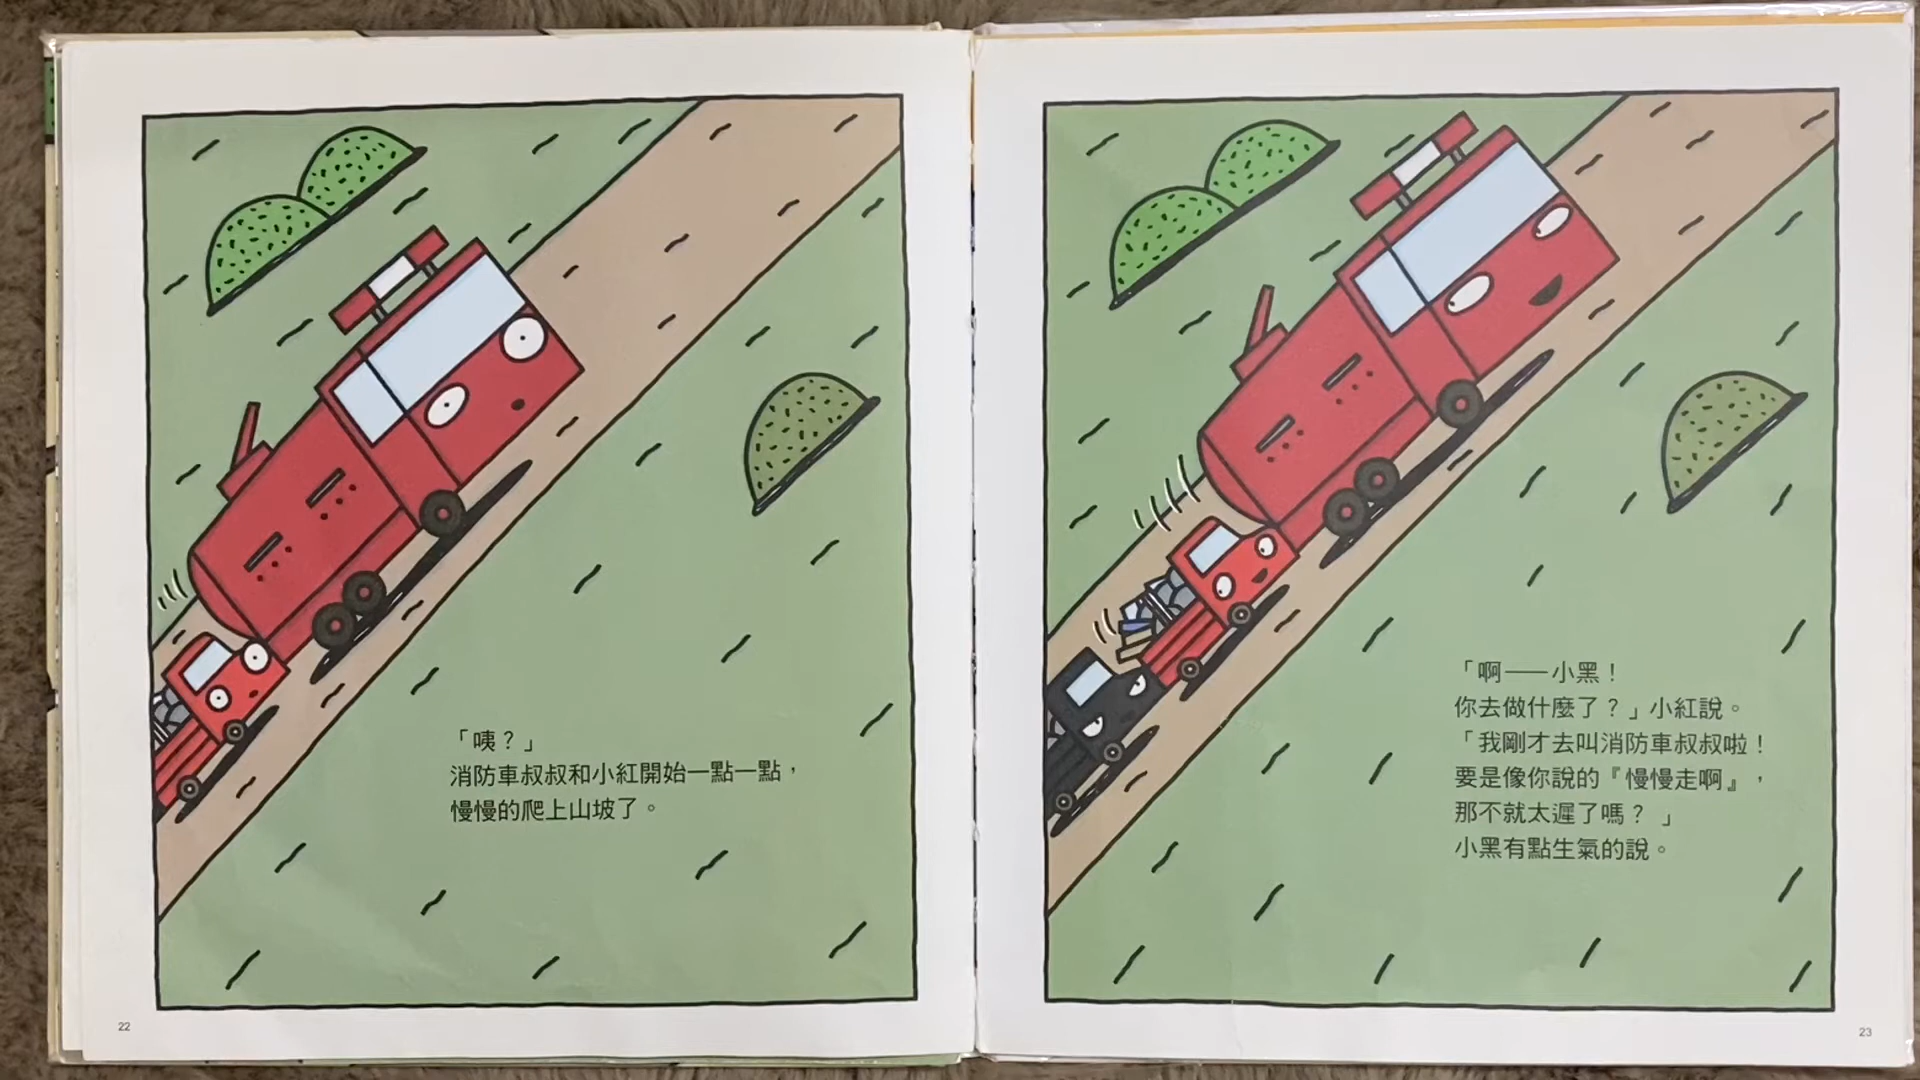 「咦？」
消防車叔叔和小紅開始一點一點，
慢慢的爬上山坡了。
22
「啊——小黑！
你去做什麼了？」小紅說。
「我剛才去叫消防車叔叔啦！
要是像你說的『慢慢走啊』，
那不就太遲了嗎？」
小黑有點生氣的說。
23